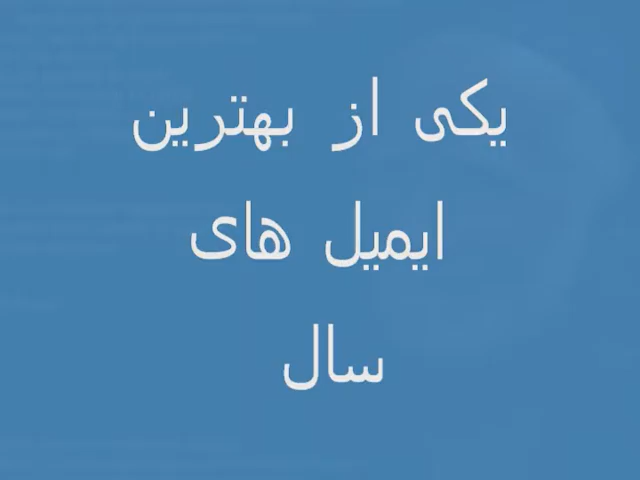 یکی از بهترین
ایمیل های
سال